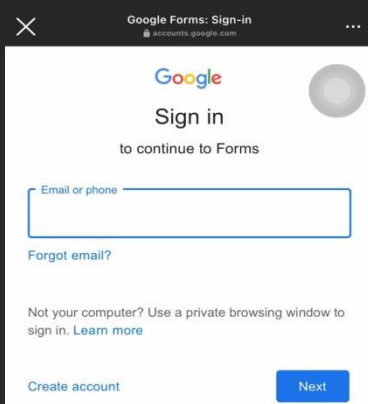 Google Forms: Sign-in
accounts.google.com
Google
Sign in
to continue to Forms
Email or phone
Forgot email?
Not your computer? Use a private browsing window to
sign in. Learn more
Create account
Next